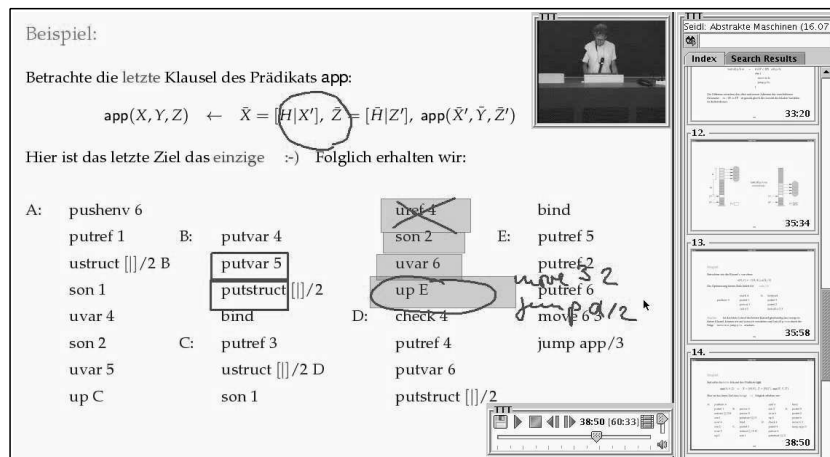 Beispiel:
Betrachte die letzte Klausel des Prädikats app:
app(X, Y, Z) ← X̄ = [H|X′], Z̄ = [H̄|Z′], app(X̄′, Ȳ, Z̄′)
Hier ist das letzte Ziel das einzige :-) Folglich erhalten wir:
A: pushenv 6 uref 4 bind
putref 1 B: putvar 4 son 2 E: putref 5
ustruct [|]/2 B putvar 5 uvar 6 putref 2
son 1 putstruct [|]/2 up E putref 6
move 3 2
jump q/2
uvar 4 bind D: check 4 move 6 3
son 2 C: putref 3 putref 4 jump app/3
uvar 5 ustruct [|]/2 D putvar 6
up C son 1 putstruct [|]/2
TTT
TTT
38:50 [60:33]
TTT
Seidl: Abstrakte Maschinen (16.07
Index Search Results
33:20
12.
35:34
13.
35:58
14.
38:50